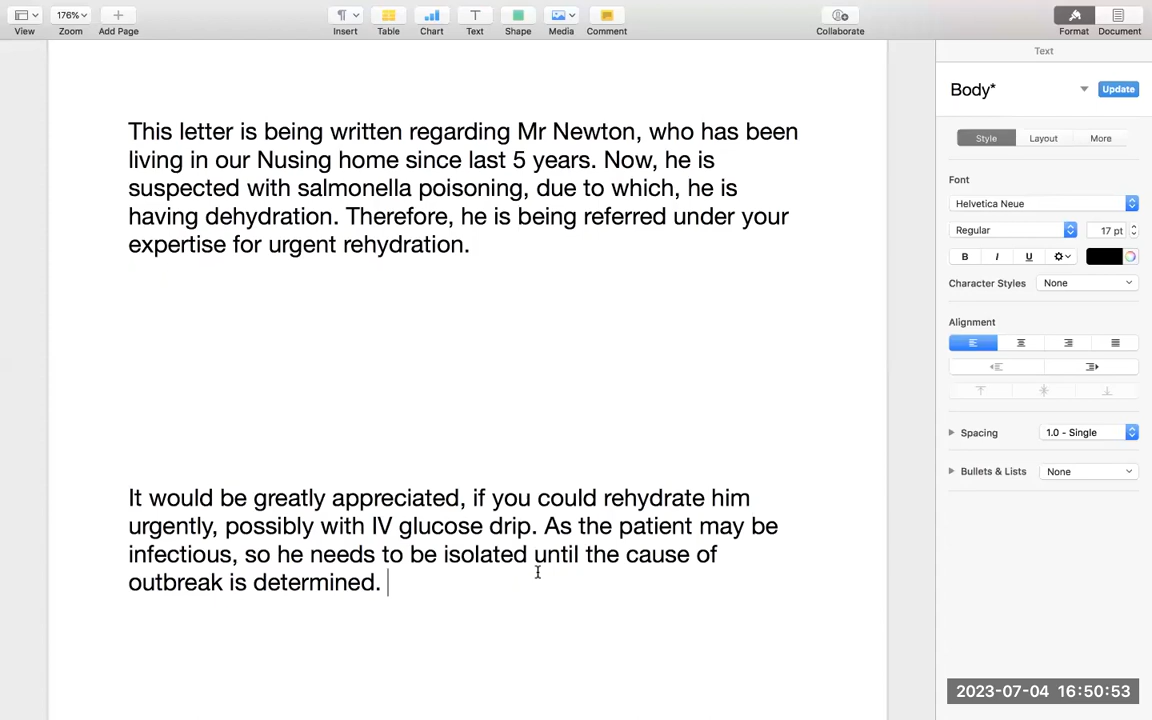 View
176%
Zoom
Add Page
Insert
Table
Chart
T
Text
Shape
Media
Comment
Collaborate
Format
Document
Text
Body*
Update
Style
Layout
More
Font
Helvetica Neue
Regular
17 pt
B I U
Character Styles
None
Alignment
Spacing
1.0 - Single
Bullets & Lists
None
This letter is being written regarding Mr Newton, who has been
living in our Nusing home since last 5 years. Now, he is
suspected with salmonella poisoning, due to which, he is
having dehydration. Therefore, he is being referred under your
expertise for urgent rehydration.
It would be greatly appreciated, if you could rehydrate him
urgently, possibly with IV glucose drip. As the patient may be
infectious, so he needs to be isolated until the cause of
outbreak is determined.
2023-07-04 16:50:53